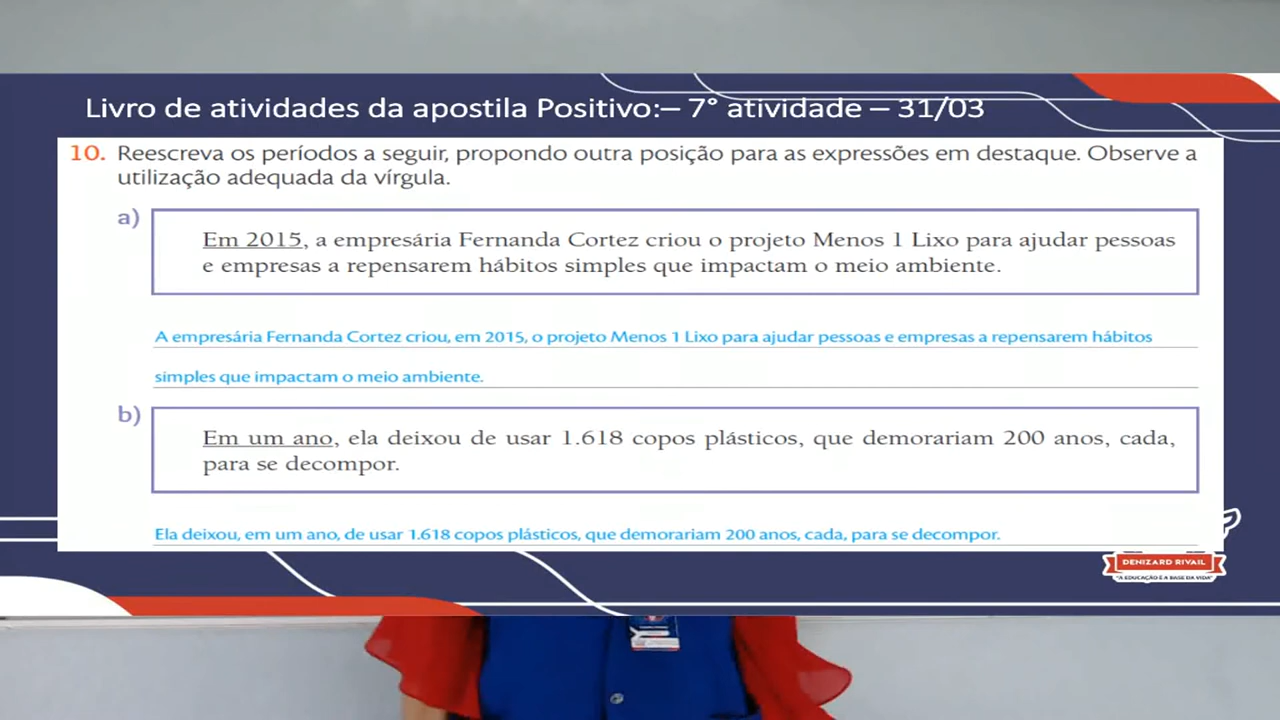 Livro de atividades da apostila Positivo:– 7° atividade – 31/03
10. Reescreva os períodos a seguir, propondo outra posição para as expressões em destaque. Observe a
utilização adequada da vírgula.
a)
Em 2015, a empresária Fernanda Cortez criou o projeto Menos 1 Lixo para ajudar pessoas
e empresas a repensarem hábitos simples que impactam o meio ambiente.
A empresária Fernanda Cortez criou, em 2015, o projeto Menos 1 Lixo para ajudar pessoas e empresas a repensarem hábitos
simples que impactam o meio ambiente.
b)
Em um ano, ela deixou de usar 1.618 copos plásticos, que demorariam 200 anos, cada,
para se decompor.
Ela deixou, em um ano, de usar 1.618 copos plásticos, que demorariam 200 anos, cada, para se decompor.
DENIZARD RIVAIL
"A EDUCAÇÃO É A BASE DA VIDA"